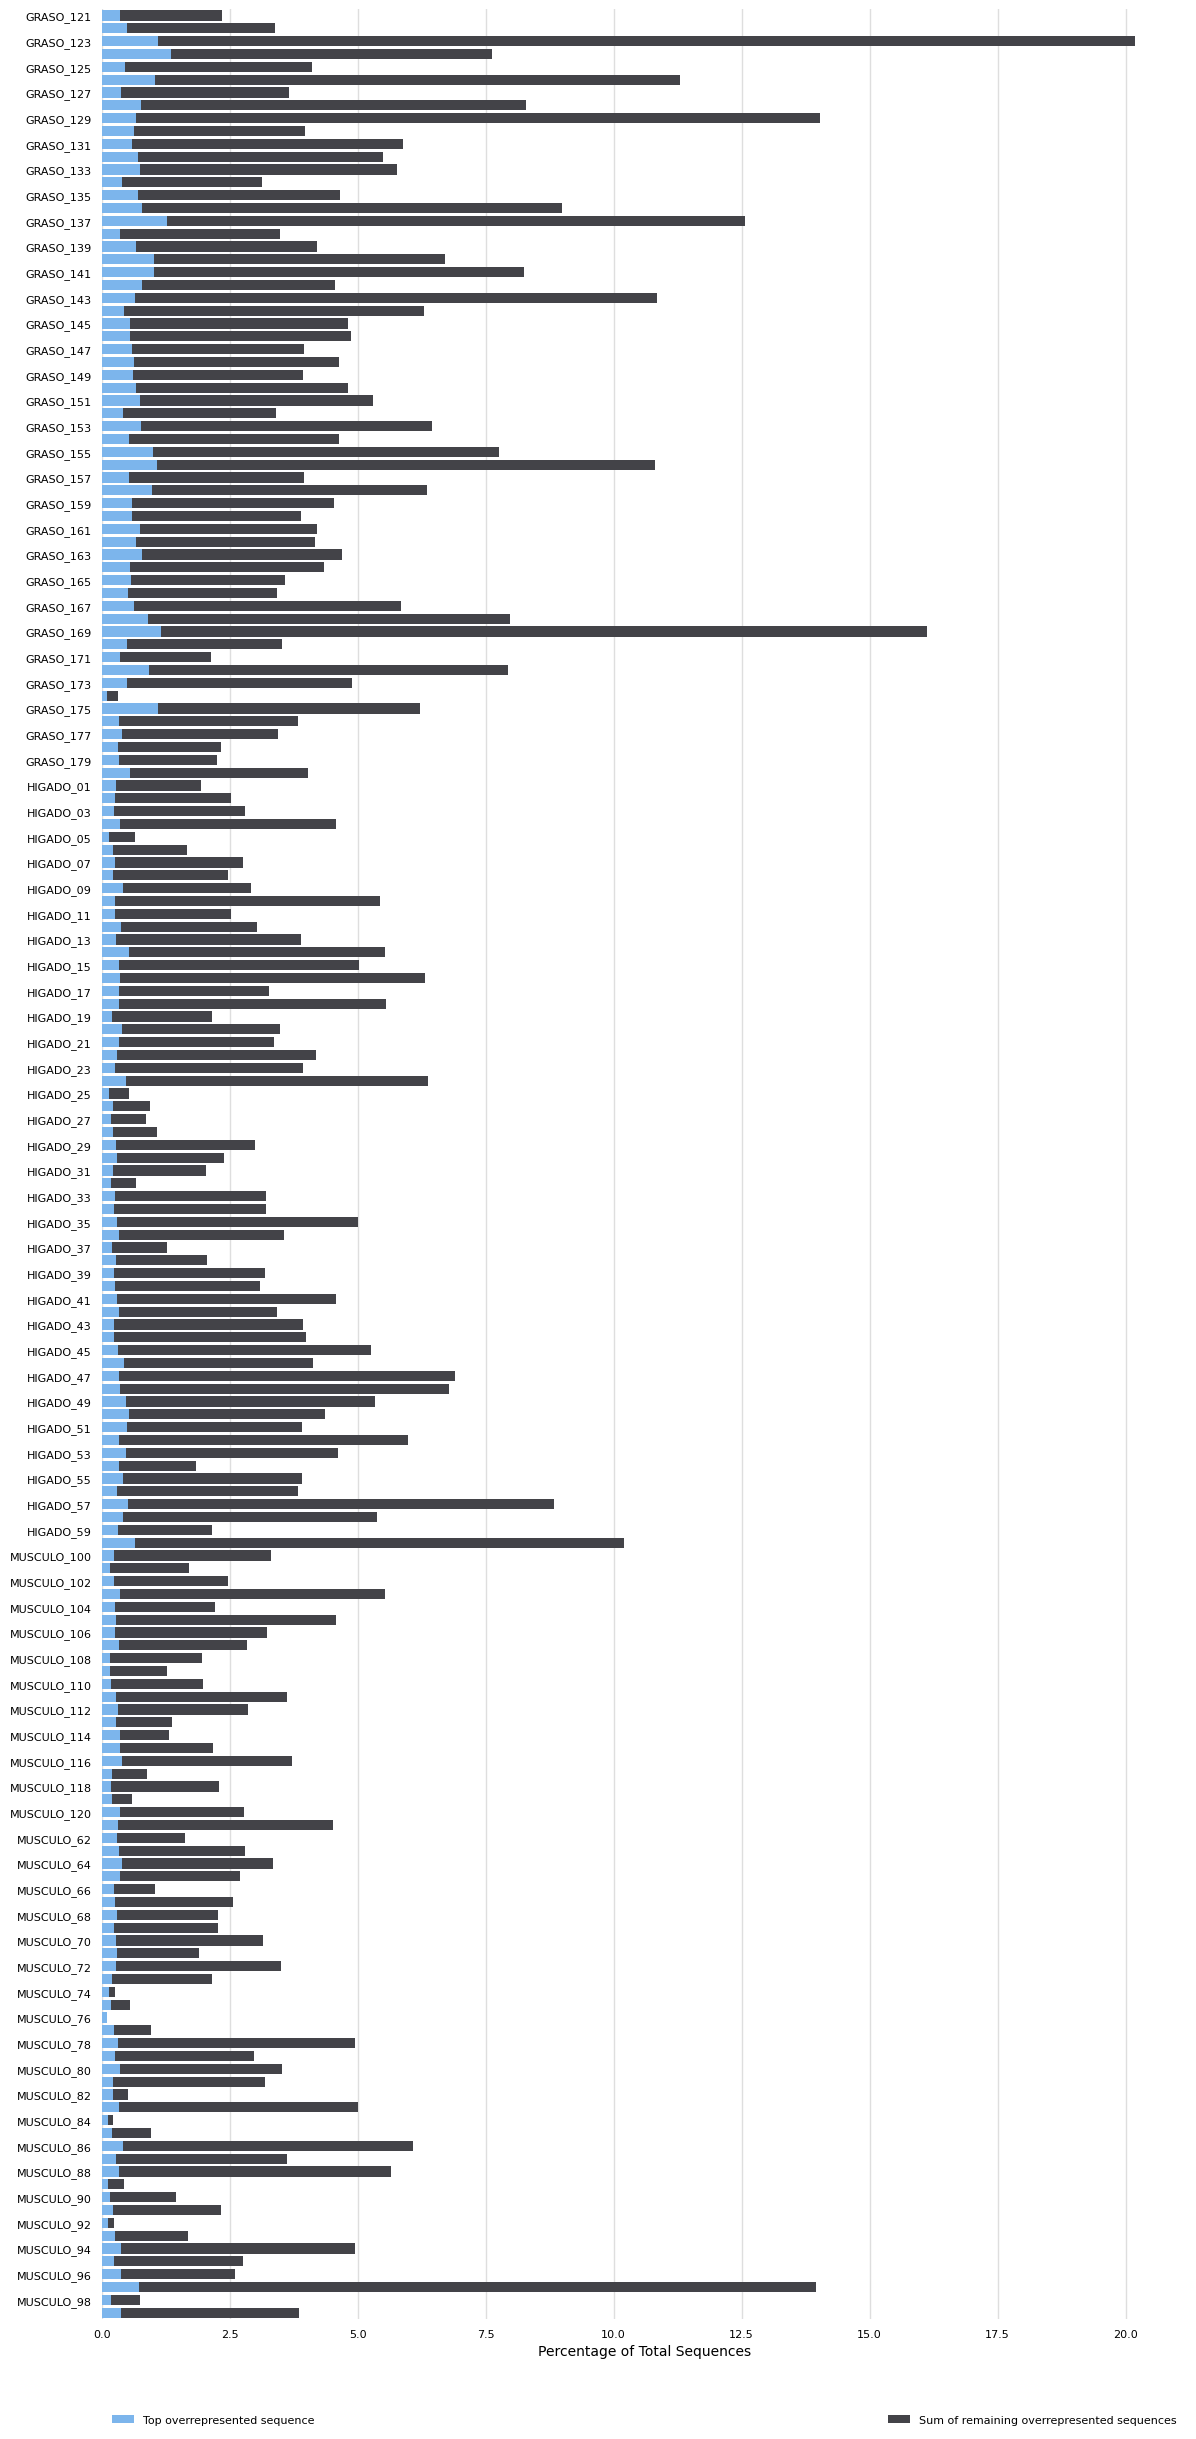 GRASO_121
GRASO_123
GRASO_125
GRASO_127
GRASO_129
GRASO_131
GRASO_133
GRASO_135
GRASO_137
GRASO_139
GRASO_141
GRASO_143
GRASO_145
GRASO_147
GRASO_149
GRASO_151
GRASO_153
GRASO_155
GRASO_157
GRASO_159
GRASO_161
GRASO_163
GRASO_165
GRASO_167
GRASO_169
GRASO_171
GRASO_173
GRASO_175
GRASO_177
GRASO_179
HIGADO_01
HIGADO_03
HIGADO_05
HIGADO_07
HIGADO_09
HIGADO_11
HIGADO_13
HIGADO_15
HIGADO_17
HIGADO_19
HIGADO_21
HIGADO_23
HIGADO_25
HIGADO_27
HIGADO_29
HIGADO_31
HIGADO_33
HIGADO_35
HIGADO_37
HIGADO_39
HIGADO_41
HIGADO_43
HIGADO_45
HIGADO_47
HIGADO_49
HIGADO_51
HIGADO_53
HIGADO_55
HIGADO_57
HIGADO_59
MUSCULO_100
MUSCULO_102
MUSCULO_104
MUSCULO_106
MUSCULO_108
MUSCULO_110
MUSCULO_112
MUSCULO_114
MUSCULO_116
MUSCULO_118
MUSCULO_120
MUSCULO_62
MUSCULO_64
MUSCULO_66
MUSCULO_68
MUSCULO_70
MUSCULO_72
MUSCULO_74
MUSCULO_76
MUSCULO_78
MUSCULO_80
MUSCULO_82
MUSCULO_84
MUSCULO_86
MUSCULO_88
MUSCULO_90
MUSCULO_92
MUSCULO_94
MUSCULO_96
MUSCULO_98
0.0 2.5 5.0 7.5 10.0 12.5 15.0 17.5 20.0
Percentage of Total Sequences
Top overrepresented sequence Sum of remaining overrepresented sequences